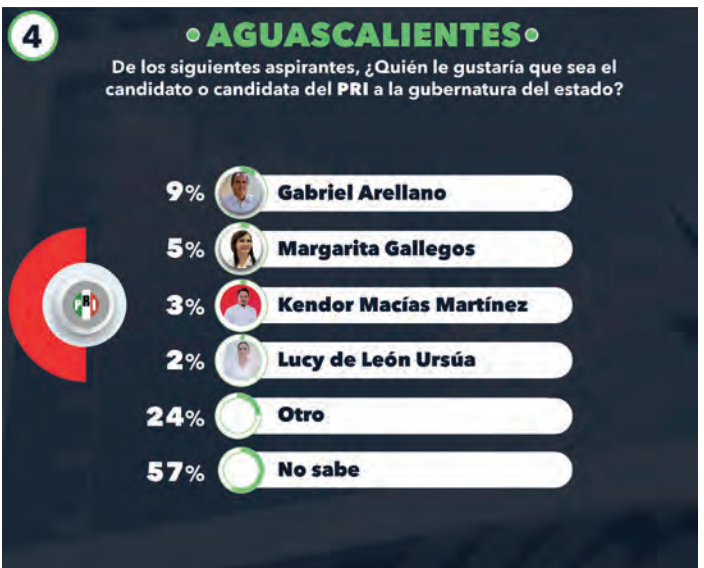 4
AGUASCALIENTES
De los siguientes aspirantes, ¿Quién le gustaría que sea el
candidato o candidata del PRI a la gubernatura del estado?
9% Gabriel Arellano
5% Margarita Gallegos
3% Kendor Macías Martínez
2% Lucy de León Ursúa
24% Otro
57% No sabe
PRI